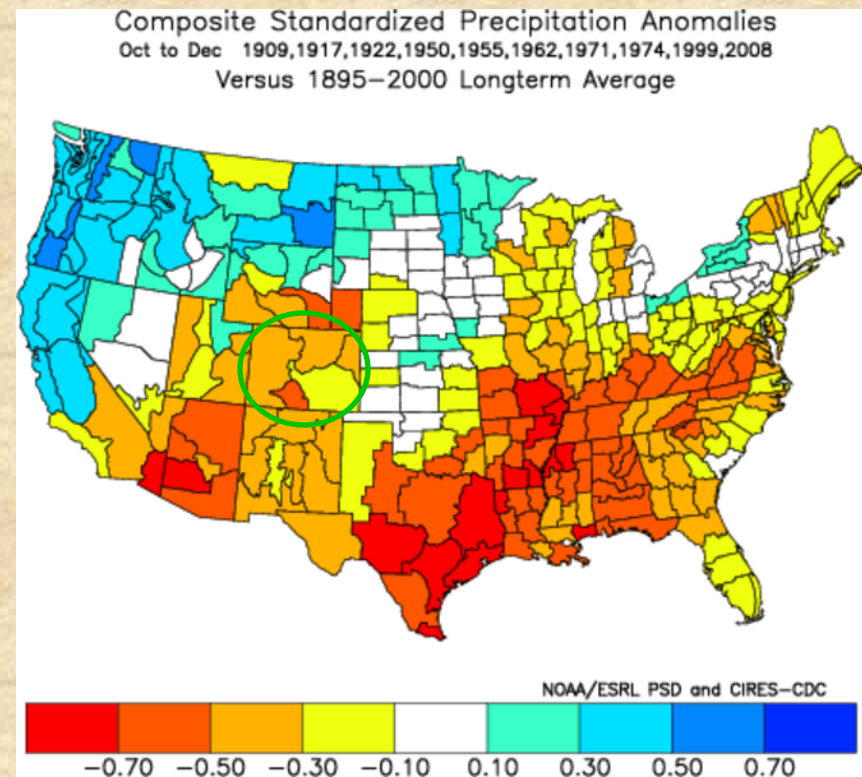 Composite Standardized Precipitation Anomalies
Oct to Dec 1909,1917,1922,1950,1955,1962,1971,1974,1999,2008
Versus 1895–2000 Longterm Average
NOAA/ESRL PSD and CIRES–CDC
−0.70 −0.50 −0.30 −0.10 0.10 0.30 0.50 0.70